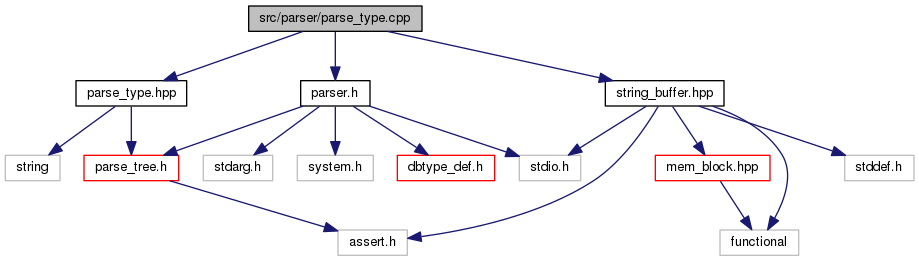 src/parser/parse_type.cpp
parse_type.hpp
parser.h
string_buffer.hpp
string
parse_tree.h
stdarg.h
system.h
dbtype_def.h
stdio.h
mem_block.hpp
stddef.h
assert.h
functional